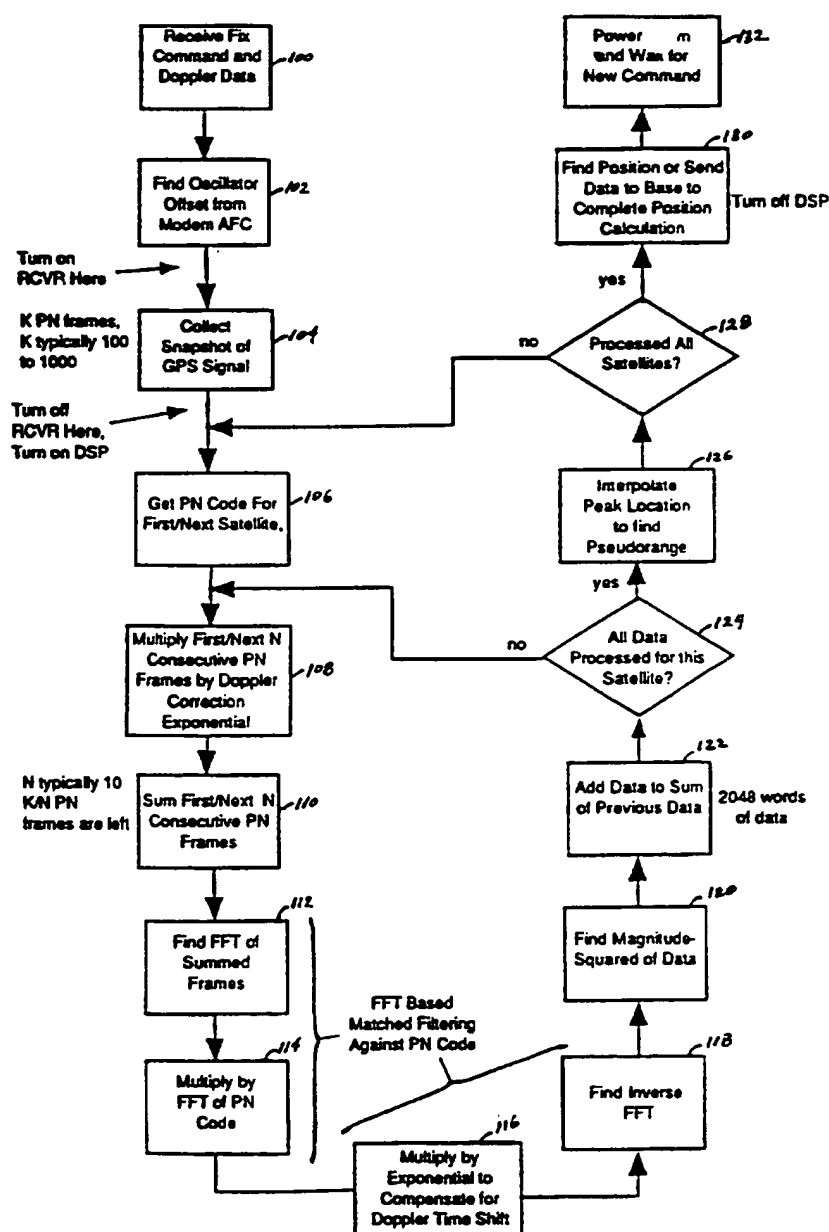 Receive Fix
Command and
Doppler Data
100
Find Oscillator
Offset from
Modem AFC
102
Turn on
RCVR Here
K PN frames,
K typically 100
to 1000
Collect
Snapshot of
GPS Signal
104
Turn off
RCVR Here,
Turn on DSP
Get PN Code For
First/Next Satellite,
106
Multiply First/Next N
Consecutive PN
Frames by Doppler
Correction
Exponential
108
N typically 10
K/N PN
frames are left
Sum First/Next N
Consecutive PN
Frames
110
Find FFT of
Summed
Frames
112
Multiply by
FFT of PN
Code
114
FFT Based
Matched Filtering
Against PN Code
Multiply by
Exponential to
Compensate for
Doppler Time Shift
116
Find Inverse
FFT
118
Find Magnitude-
Squared of Data
120
Add Data to Sum
of Previous Data
122
2048 words
of data
All Data
Processed for this
Satellite?
124
no
yes
Interpolate
Peak Location
to find
Pseudorange
126
Processed All
Satellites?
128
no
yes
Find Position or Send
Data to Base to
Complete Position
Calculation
130
Turn off DSP
Power
and Wait for
New Command
132